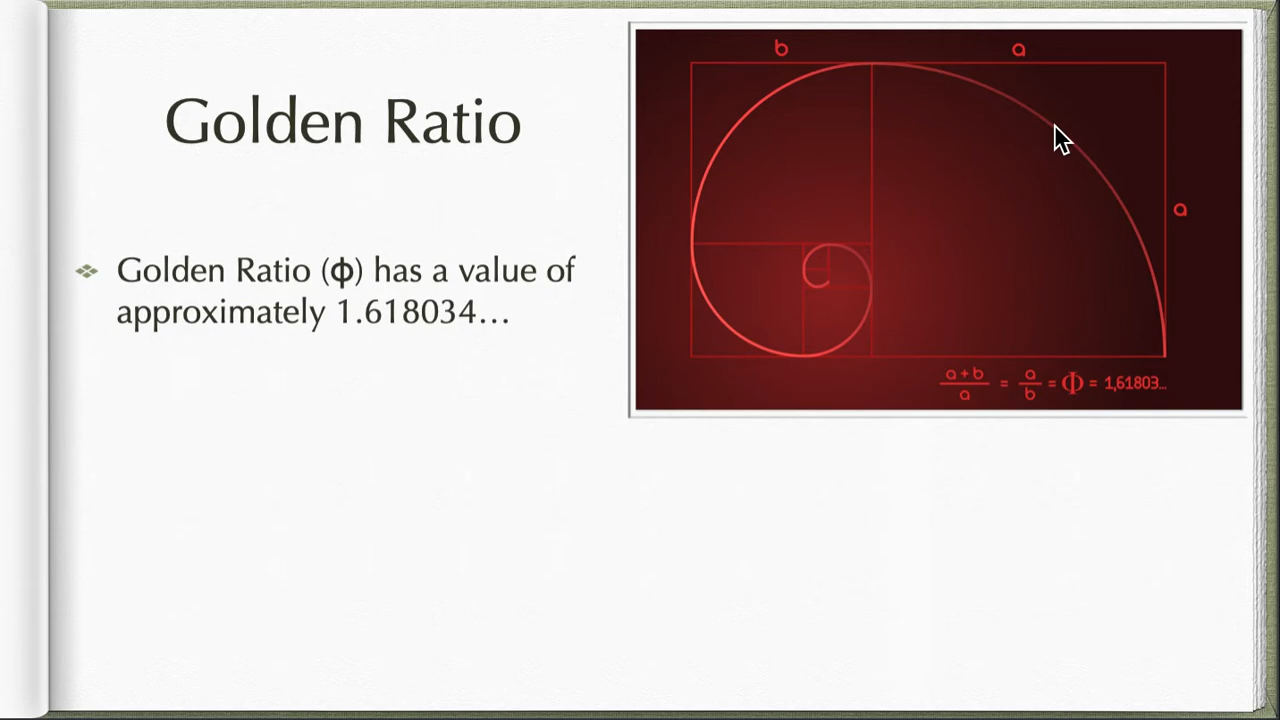 Golden Ratio
Golden Ratio (ϕ) has a value of
approximately 1.618034…
b
a
a
a + b / a = a / b = Φ = 1,61803...